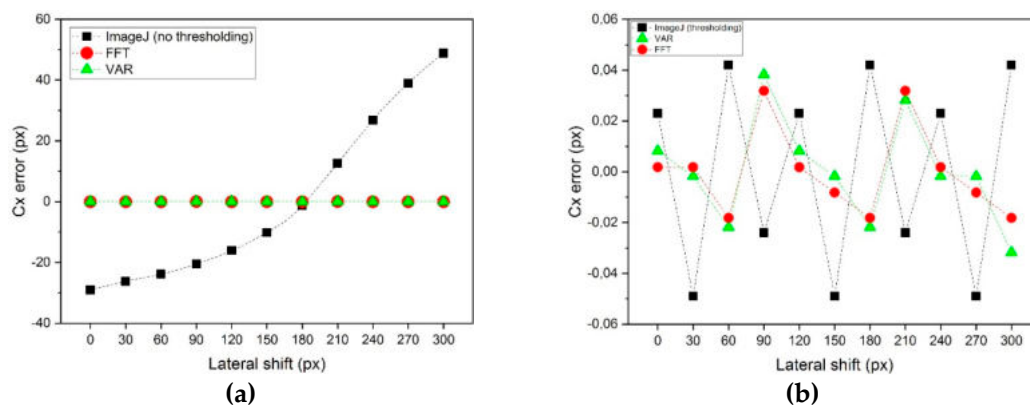 60
40
20
0
-20
-40
Cx error (px)
ImageJ (no thresholding)
FFT
VAR
0 30 60 90 120 150 180 210 240 270 300
Lateral shift (px)
(a)
0,06
0,04
0,02
0,00
-0,02
-0,04
-0,06
Cx error (px)
ImageJ (thresholding)
VAR
FFT
0 30 60 90 120 150 180 210 240 270 300
Lateral shift (px)
(b)